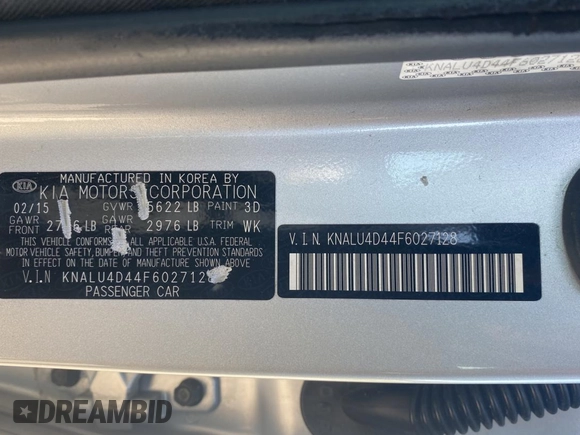 KNALU4D44F602712
MANUFACTURED IN KOREA BY
KIA
KIA MOTORS CORPORATION
02/15 GVWR 5622 LB PAINT 3D
GAWR GAWR
FRONT LB 2976 LB TRIM WK
THIS VEHICLE CONFORMS ALL APPLICABLE U.S.A. FEDERAL
MOTOR VEHICLE SAFETY, BUMPER, AND THEFT PREVENTION STANDARDS
IN EFFECT ON THE DATE OF MANUFACTURE SHOWN ABOVE.
V.I.N KNALU4D44F6027128
PASSENGER CAR
V.I.N KNALU4D44F6027128
DREAMBID